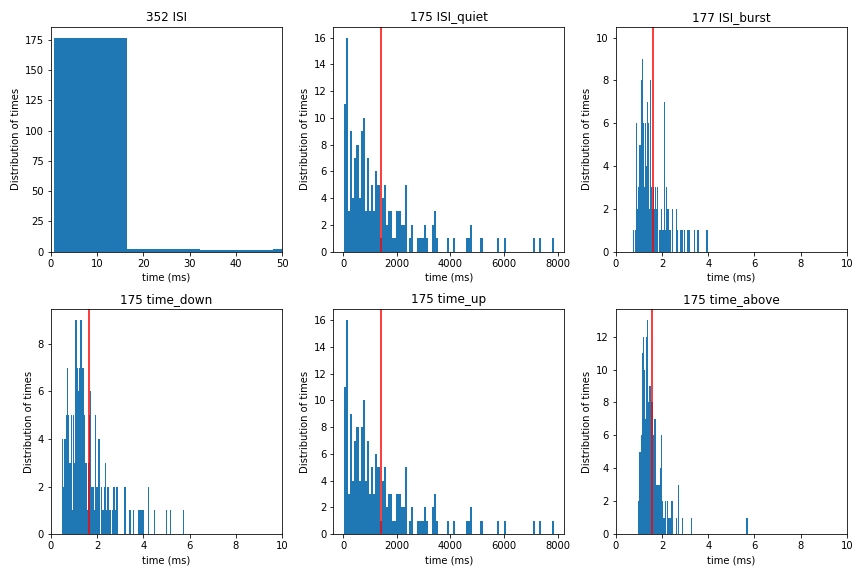 352 ISI
175 ISI_quiet
177 ISI_burst
Distribution of times
175
150
125
100
75
50
25
0
0 10 20 30 40 50
time (ms)
Distribution of times
16
14
12
10
8
6
4
2
0
0 2000 4000 6000 8000
time (ms)
Distribution of times
10
8
6
4
2
0
0 2 4 6 8 10
time (ms)
175 time_down
175 time_up
175 time_above
Distribution of times
8
6
4
2
0
0 2 4 6 8 10
time (ms)
Distribution of times
16
14
12
10
8
6
4
2
0
0 2000 4000 6000 8000
time (ms)
Distribution of times
12
10
8
6
4
2
0
0 2 4 6 8 10
time (ms)